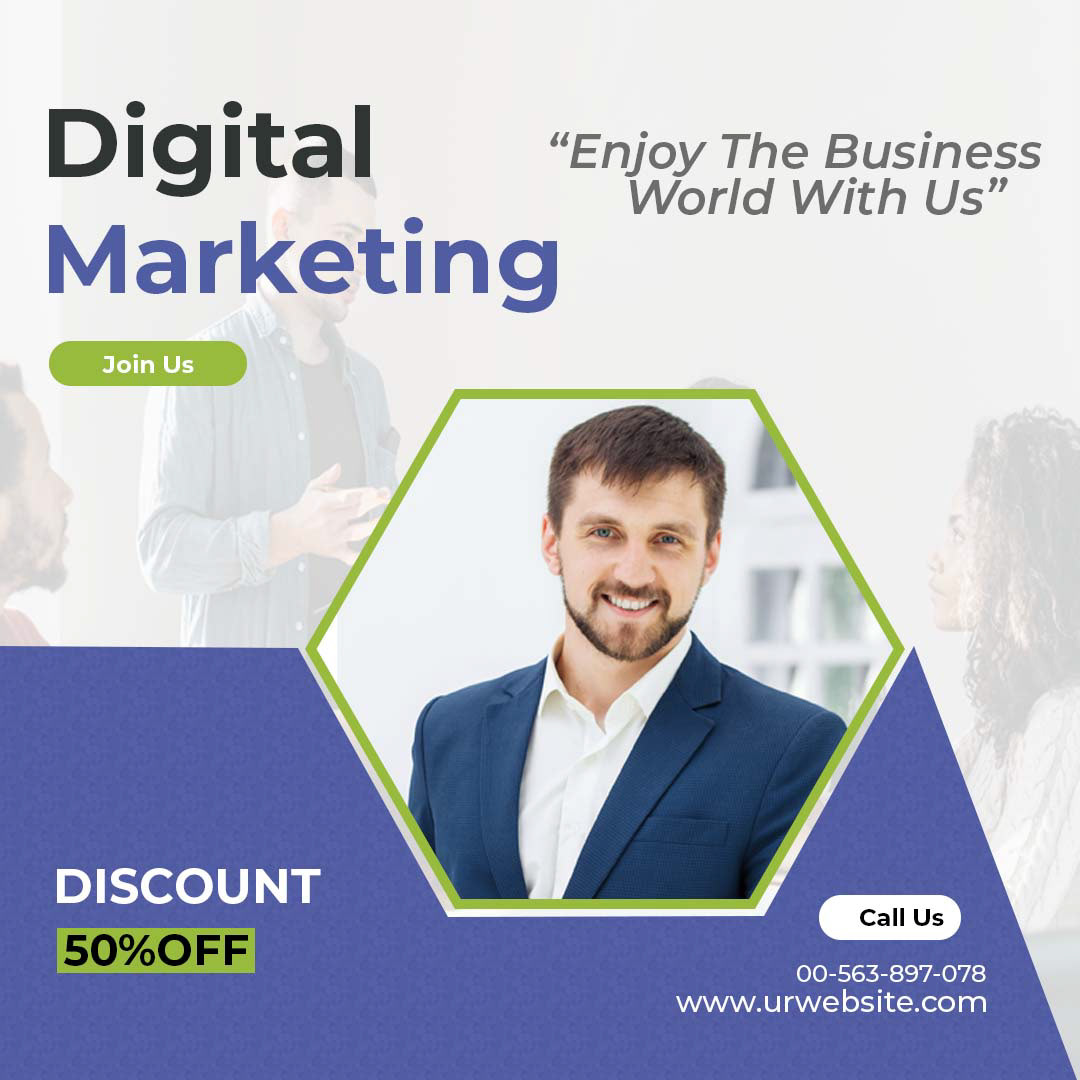 Digital
Marketing
“Enjoy The Business
World With Us”
Join Us
DISCOUNT
50%OFF
Call Us
00-563-897-078
www.urwebsite.com